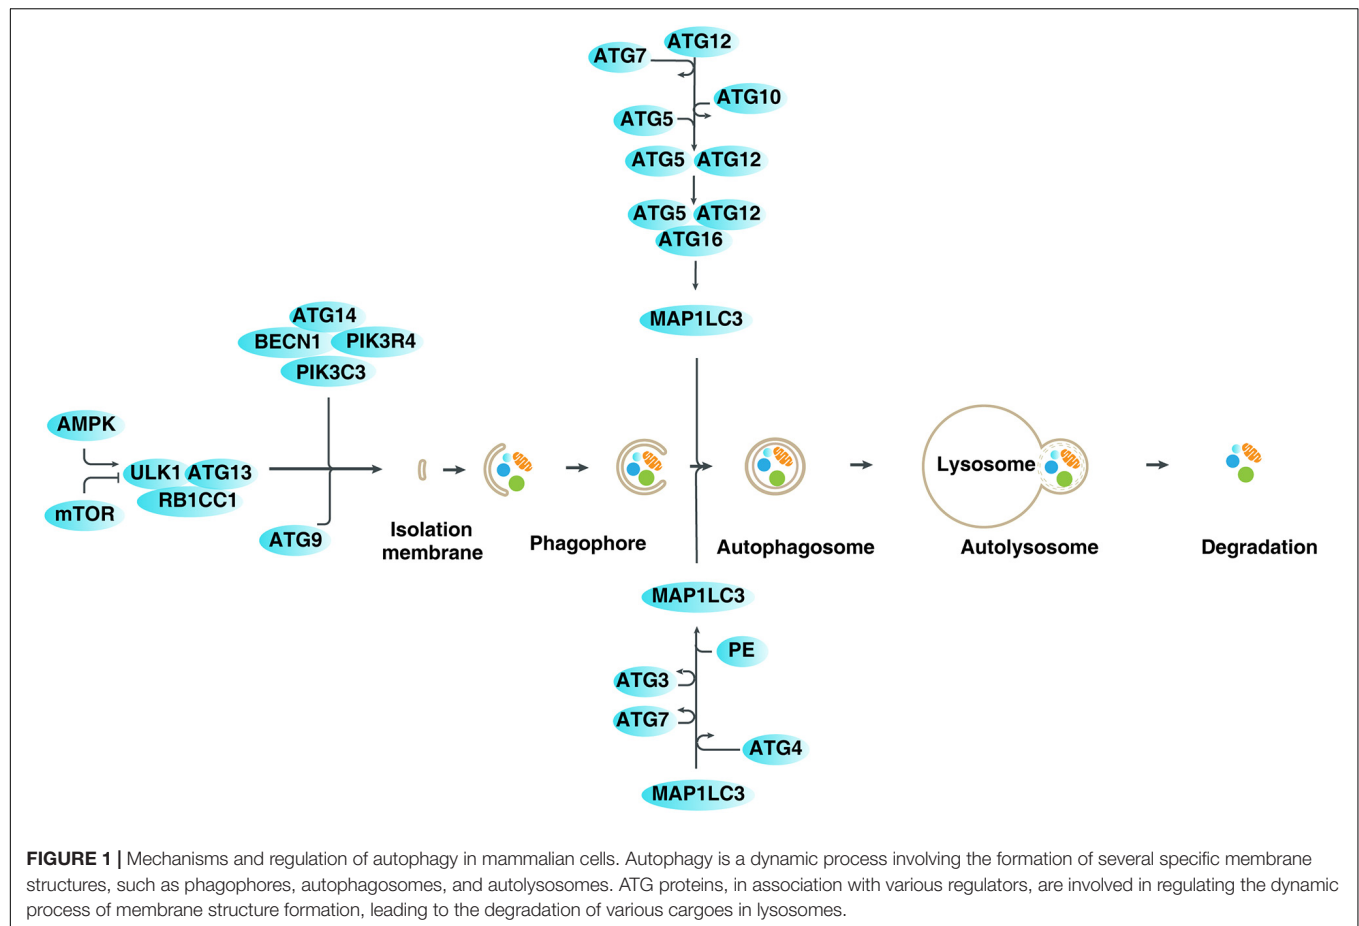 ATG12
ATG7
ATG10
ATG5
ATG5 ATG12
ATG5 ATG12
ATG16
MAP1LC3
ATG14
BECN1 PIK3R4
PIK3C3
AMPK
ULK1 ATG13
RB1CC1
mTOR
ATG9
Isolation
membrane
Phagophore
Autophagosome
Lysosome
Autolysosome
Degradation
MAP1LC3
PE
ATG3
ATG7
ATG4
MAP1LC3
FIGURE 1 | Mechanisms and regulation of autophagy in mammalian cells. Autophagy is a dynamic process involving the formation of several specific membrane
structures, such as phagophores, autophagosomes, and autolysosomes. ATG proteins, in association with various regulators, are involved in regulating the dynamic
process of membrane structure formation, leading to the degradation of various cargoes in lysosomes.